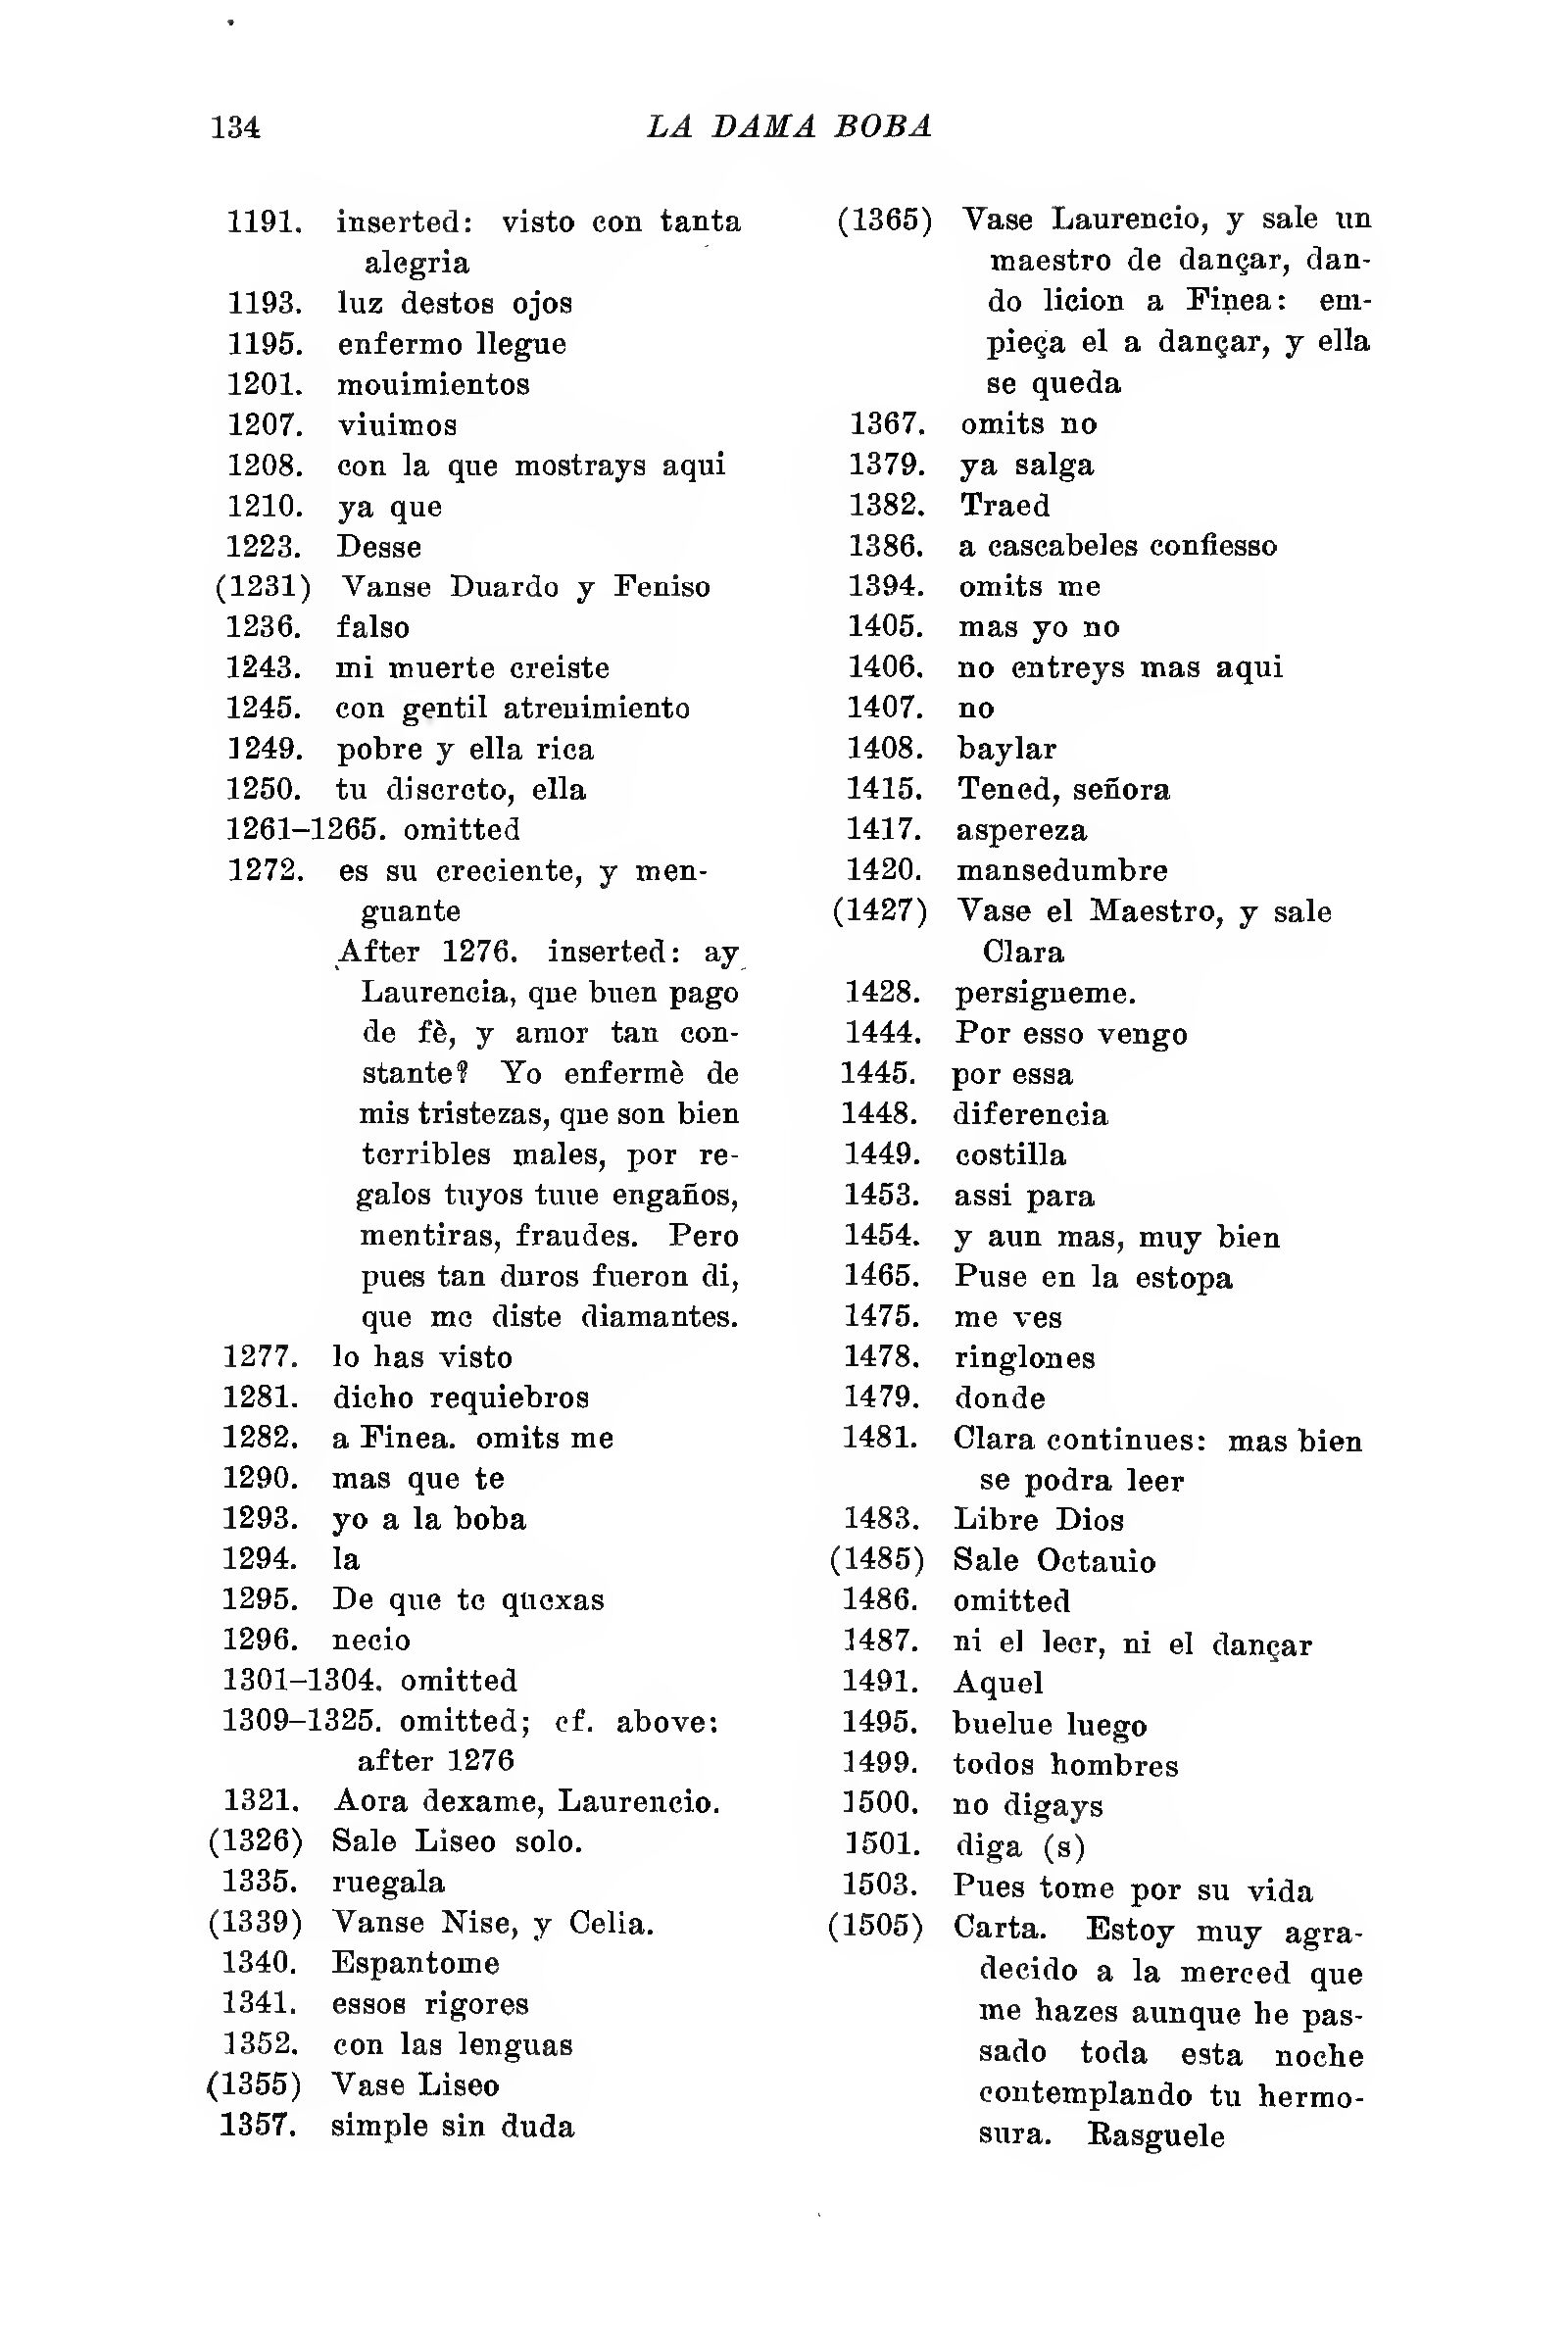 134
LA DAMA BOBA
1191. inserted: visto con tanta
alegria
1193. luz destos ojos
1195. enfermo llegue
1201. mouimientos
1207. viuimos
1208. con la que mostrays aqui
1210. ya que
1223. Desse
(1231) Vanse Duardo y Feniso
1236. falso
1243. mi muerte creiste
1245. con gentil atreuimiento
1249. pobre y ella rica
1250. tu discreto, ella
1261–1265. omitted
1272. es su creciente, y men-
guante
After 1276. inserted: ay
Laurencia, que buen pago
de fè, y amor tan con-
stante? Yo enfermè de
mis tristezas, que son bien
terribles males, por re-
galos tuyos tuue engaños,
mentiras, fraudes. Pero
pues tan duros fueron di,
que me diste diamantes.
1277. lo has visto
1281. dicho requiebros
1282. a Finea. omits me
1290. mas que te
1293. yo a la boba
1294. la
1295. De que te quexas
1296. necio
1301–1304. omitted
1309–1325. omitted; cf. above:
after 1276
1321. Aora dexame, Laurencio.
(1326) Sale Liseo solo.
1335. ruegala
(1339) Vanse Nise, y Celia.
1340. Espantome
1341. essos rigores
1352. con las lenguas
(1355) Vase Liseo
1357. simple sin duda
(1365) Vase Laurencio, y sale un
maestro de dançar, dan-
do licion a Finea: em-
pieça el a dançar, y ella
se queda
1367. omits no
1379. ya salga
1382. Traed
1386. a cascabeles confiesso
1394. omits me
1405. mas yo no
1406. no entreys mas aqui
1407. no
1408. baylar
1415. Tened, señora
1417. aspereza
1420. mansedumbre
(1427) Vase el Maestro, y sale
Clara
1428. persigueme.
1444. Por esso vengo
1445. por essa
1448. diferencia
1449. costilla
1453. assi para
1454. y aun mas, muy bien
1465. Puse en la estopa
1475. me ves
1478. ringlones
1479. donde
1481. Clara continues: mas bien
se podra leer
1483. Libre Dios
(1485) Sale Octauio
1486. omitted
1487. ni el leer, ni el dançar
1491. Aquel
1495. buelue luego
1499. todos hombres
1500. no digays
1501. diga (s)
1503. Pues tome por su vida
(1505) Carta. Estoy muy agra-
decido a la merced que
me hazes aunque he pas-
sado toda esta noche
contemplando tu hermo-
sura. Rasguele